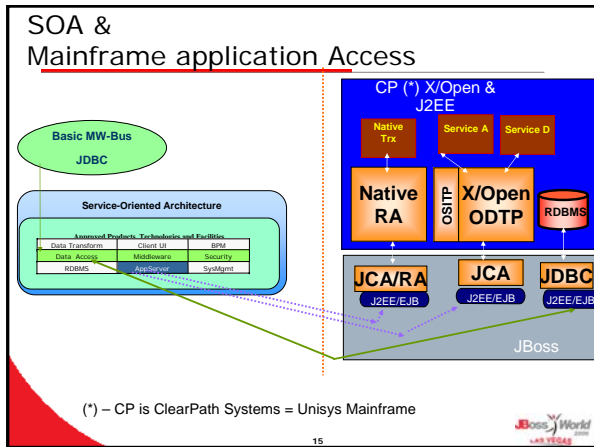 SOA &
Mainframe application Access
Basic MW-Bus
JDBC
Service-Oriented Architecture
Approved Products, Technologies and Facilities
Data Transform
Client UI
BPM
Data Access
Middleware
Security
RDBMS
AppServer
SysMgmt
CP (*) X/Open &
J2EE
Native
Trx
Service A
Service D
Native
RA
OSITP
X/Open
ODTP
RDBMS
JCA/RA
JCA
JDBC
J2EE/EJB
J2EE/EJB
J2EE/EJB
JBoss
(*) – CP is ClearPath Systems = Unisys Mainframe
15
JBoss World
2006
LAS VEGAS